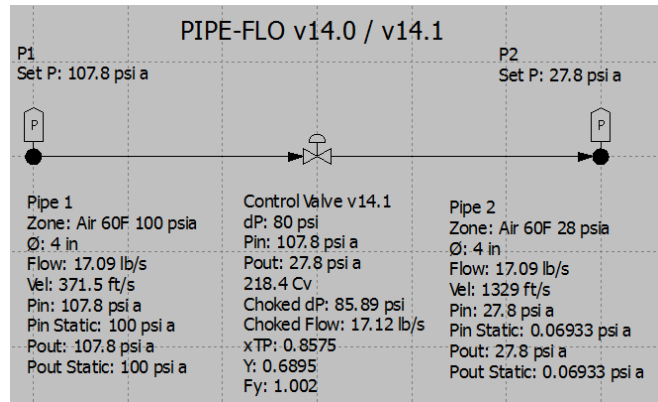 PIPE-FLO v14.0 / v14.1
P1
Set P: 107.8 psi a
P2
Set P: 27.8 psi a
P
P
Pipe 1
Zone: Air 60F 100 psia
Ø: 4 in
Flow: 17.09 lb/s
Vel: 371.5 ft/s
Pin: 107.8 psi a
Pin Static: 100 psi a
Pout: 107.8 psi a
Pout Static: 100 psi a
Control Valve v14.1
dP: 80 psi
Pin: 107.8 psi a
Pout: 27.8 psi a
218.4 Cv
Choked dP: 85.89 psi
Choked Flow: 17.12 lb/s
xTP: 0.8575
Y: 0.6895
Fy: 1.002
Pipe 2
Zone: Air 60F 28 psia
Ø: 4 in
Flow: 17.09 lb/s
Vel: 1329 ft/s
Pin: 27.8 psi a
Pin Static: 0.06933 psi a
Pout: 27.8 psi a
Pout Static: 0.06933 psi a